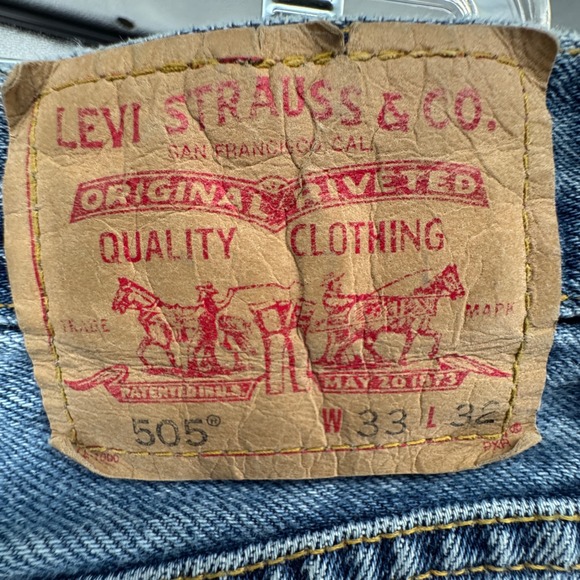 LEVI STRAUSS & CO.
SAN FRANCISCO, CAL.
ORIGINAL RIVETED
QUALITY CLOTHING
TRADE MARK
PATENTED IN U.S. MAY 20 1873
505® W 33 L 32